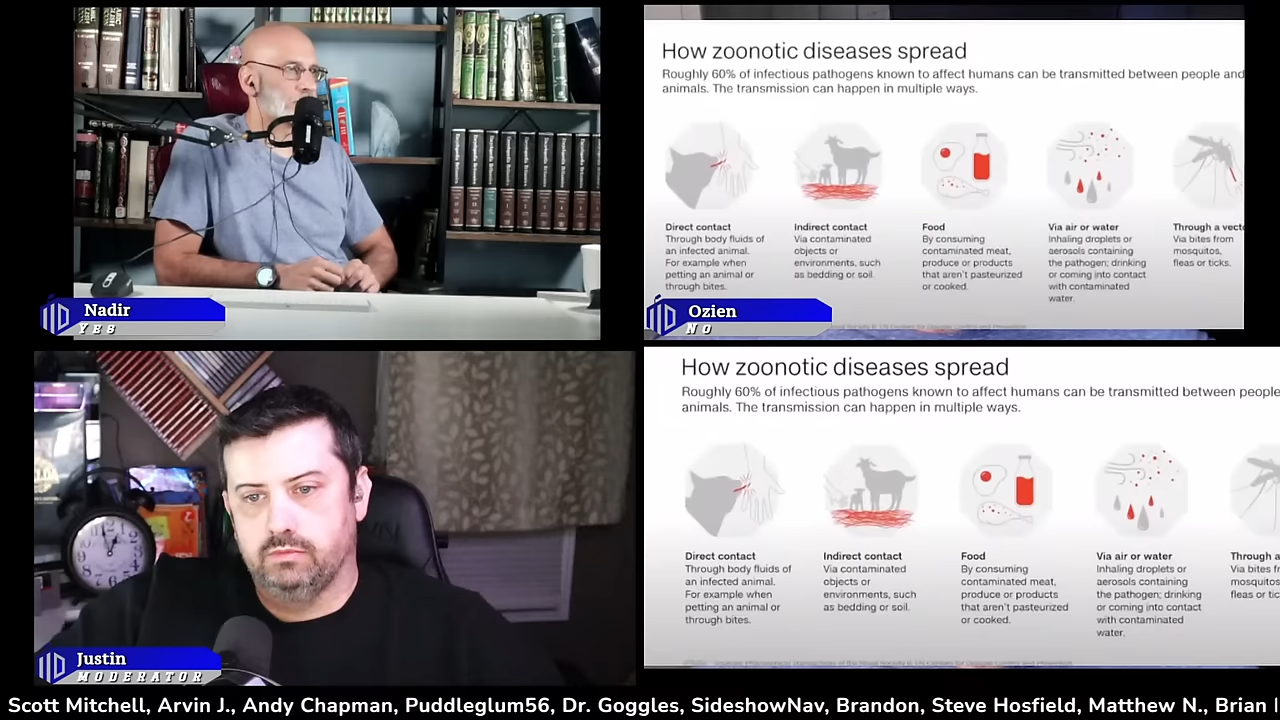 How zoonotic diseases spread
Roughly 60% of infectious pathogens known to affect humans can be transmitted between people and
animals. The transmission can happen in multiple ways.
Direct contact
Through body fluids of
an infected animal.
For example when
petting an animal or
through bites.
Indirect contact
Via contaminated
objects or
environments, such
as bedding or soil.
Food
By consuming
contaminated meat,
produce or products
that aren't pasteurized
or cooked.
Via air or water
Inhaling droplets or
aerosols containing
the pathogen; drinking
or coming into contact
with contaminated
water.
Through a vecto
Via bites from
mosquitos,
fleas or ticks.
Nadir
YES
Ozien
NO
How zoonotic diseases spread
Roughly 60% of infectious pathogens known to affect humans can be transmitted between people
animals. The transmission can happen in multiple ways.
Direct contact
Through body fluids of
an infected animal.
For example when
petting an animal or
through bites.
Indirect contact
Via contaminated
objects or
environments, such
as bedding or soil.
Food
By consuming
contaminated meat,
produce or products
that aren't pasteurized
or cooked.
Via air or water
Inhaling droplets or
aerosols containing
the pathogen; drinking
or coming into contact
with contaminated
water.
Through a
Via bites fr
mosquitos
fleas or tic
Justin
MODERATOR
Scott Mitchell, Arvin J., Andy Chapman, Puddleglum56, Dr. Goggles, SideshowNav, Brandon, Steve Hosfield, Matthew N., Brian